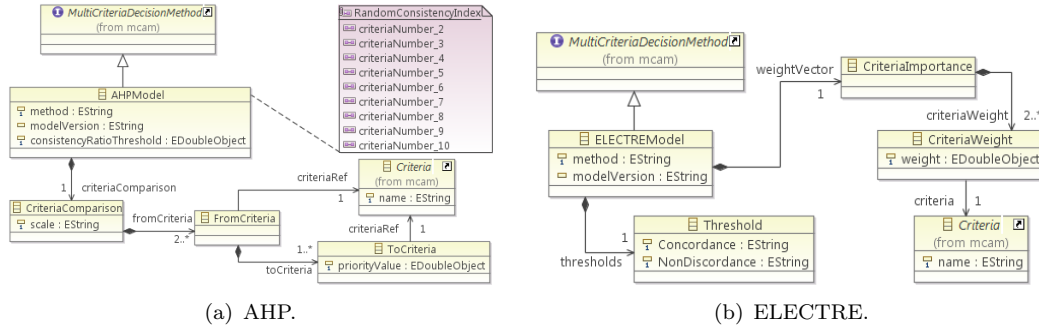 MultiCriteriaDecisionMethod
(from mcam)
AHPModel
method : EString
modelVersion : EString
consistencyRatioThreshold : EDoubleObject
RandomConsistencyIndex
criteriaNumber_2
criteriaNumber_3
criteriaNumber_4
criteriaNumber_5
criteriaNumber_6
criteriaNumber_7
criteriaNumber_8
criteriaNumber_9
criteriaNumber_10
1
criteriaComparison
CriteriaComparison
scale : EString
fromCriteria
2..*
FromCriteria
criteriaRef
1
Criteria
(from mcam)
name : EString
criteriaRef
1
1..*
toCriteria
ToCriteria
priorityValue : EDoubleObject
(a) AHP.
MultiCriteriaDecisionMethod
(from mcam)
weightVector
1
CriteriaImportance
criteriaWeight
2..*
ELECTREModel
method : EString
modelVersion : EString
CriteriaWeight
weight : EDoubleObject
criteria
1
1
thresholds
Threshold
Concordance : EString
NonDiscordance : EString
Criteria
(from mcam)
name : EString
(b) ELECTRE.